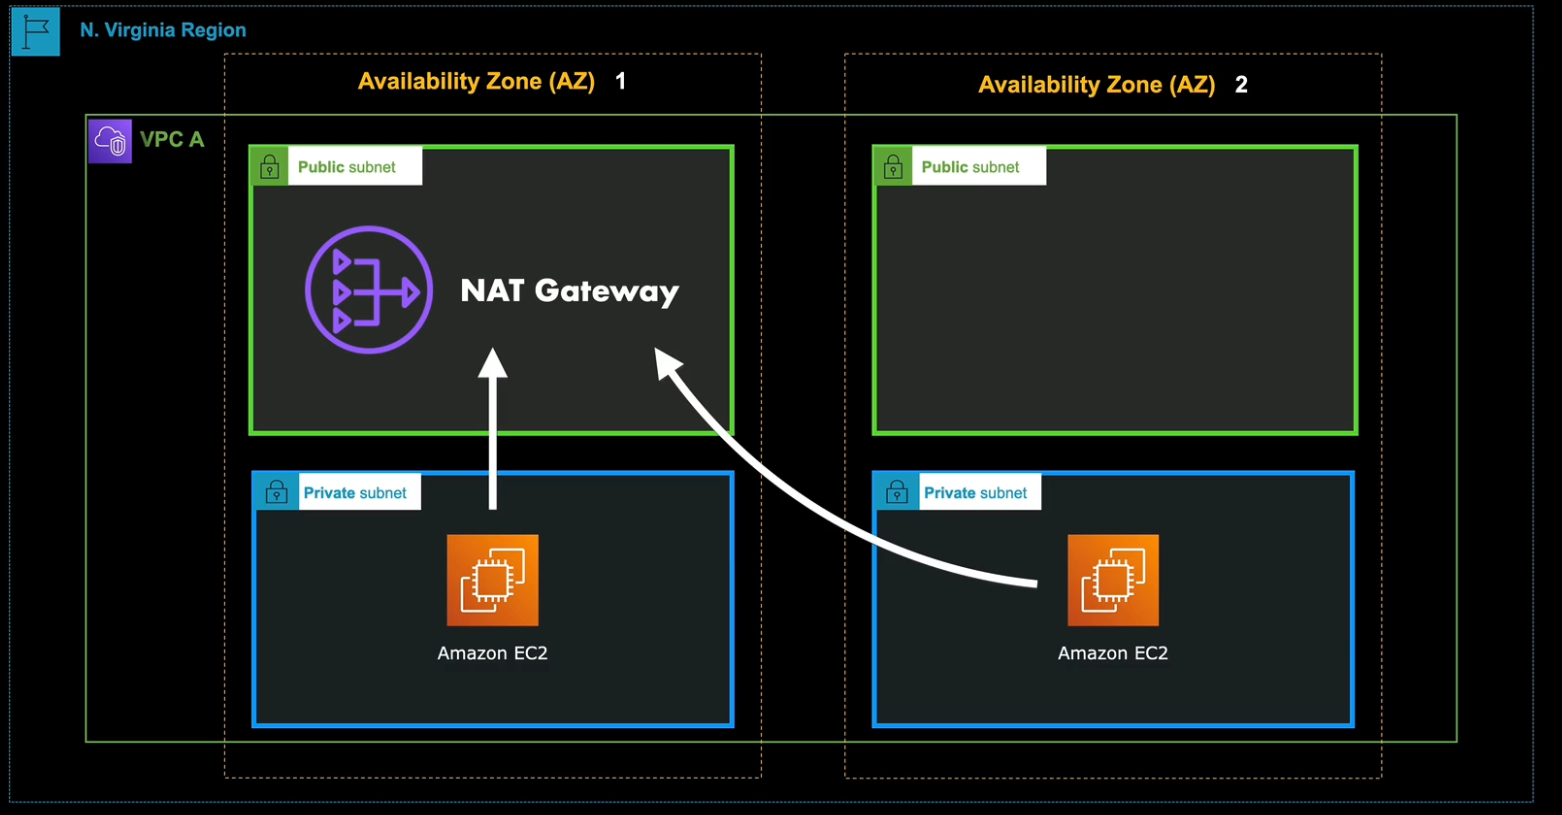 N. Virginia Region
Availability Zone (AZ) 1
Availability Zone (AZ) 2
VPC A
Public subnet
Public subnet
NAT Gateway
Private subnet
Private subnet
Amazon EC2
Amazon EC2